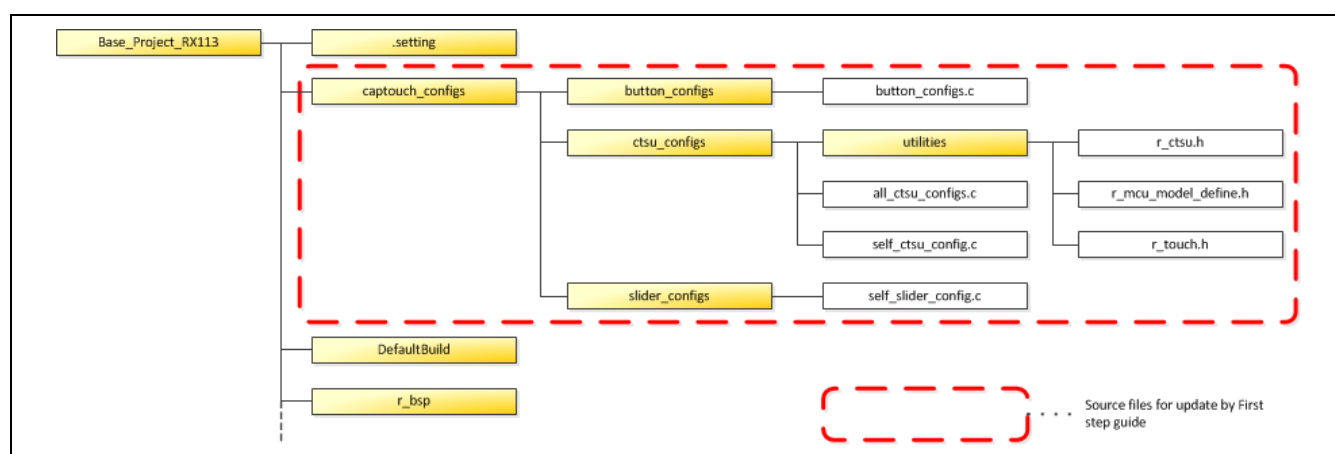 Base_Project_RX113
.setting
captouch_configs
button_configs
button_configs.c
ctsu_configs
utilities
r_ctsu.h
all_ctsu_configs.c
r_mcu_model_define.h
self_ctsu_config.c
r_touch.h
slider_configs
self_slider_config.c
DefaultBuild
r_bsp
Source files for update by First
step guide